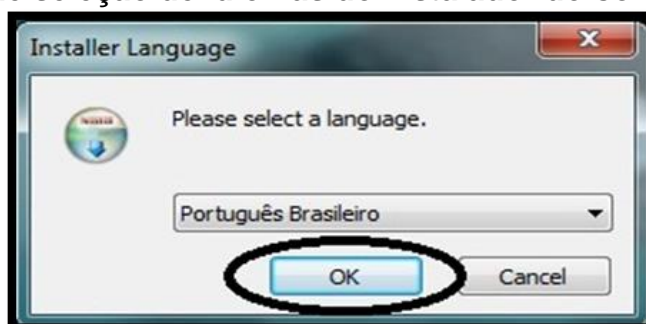 Installer Language
Please select a language.
Português Brasileiro
OK
Cancel